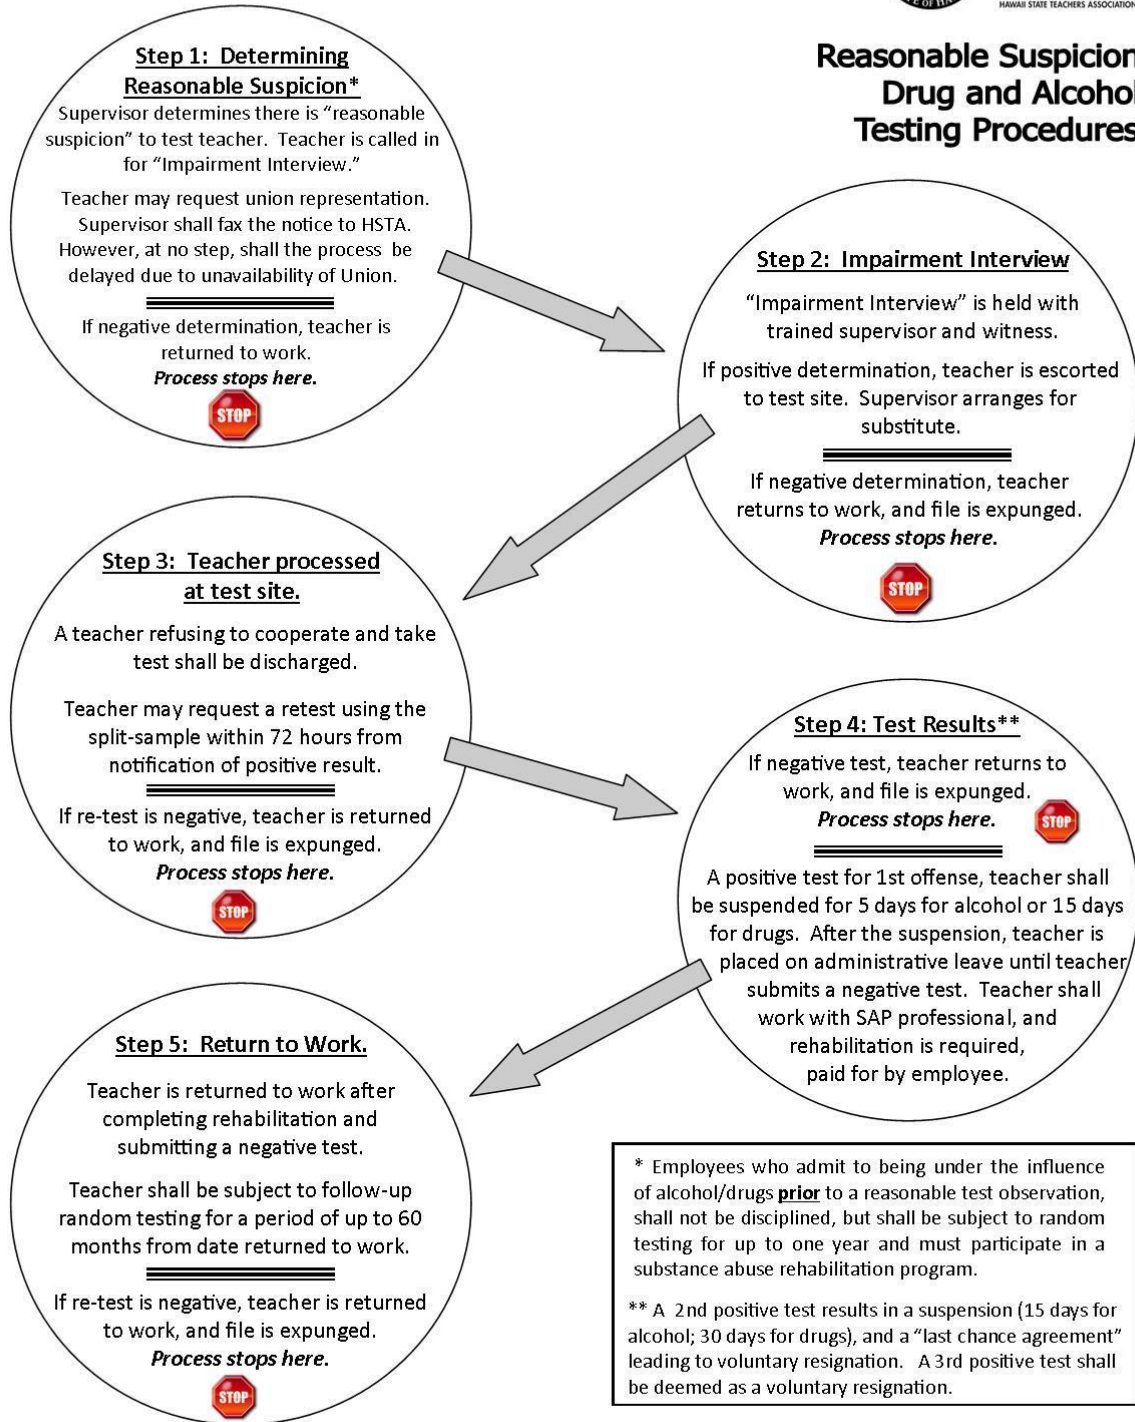 HAWAII STATE TEACHERS ASSOCIATION
Reasonable Suspicion
Drug and Alcohol
Testing Procedures
Step 1: Determining
Reasonable Suspicion*
Supervisor determines there is “reasonable
suspicion” to test teacher. Teacher is called in
for “Impairment Interview.”
Teacher may request union representation.
Supervisor shall fax the notice to HSTA.
However, at no step, shall the process be
delayed due to unavailability of Union.
If negative determination, teacher is
returned to work.
Process stops here.
STOP
Step 2: Impairment Interview
“Impairment Interview” is held with
trained supervisor and witness.
If positive determination, teacher is escorted
to test site. Supervisor arranges for
substitute.
If negative determination, teacher
returns to work, and file is expunged.
Process stops here.
STOP
Step 3: Teacher processed
at test site.
A teacher refusing to cooperate and take
test shall be discharged.
Teacher may request a retest using the
split-sample within 72 hours from
notification of positive result.
If re-test is negative, teacher is returned
to work, and file is expunged.
Process stops here.
STOP
Step 4: Test Results**
If negative test, teacher returns to
work, and file is expunged.
Process stops here.
STOP
A positive test for 1st offense, teacher shall
be suspended for 5 days for alcohol or 15 days
for drugs. After the suspension, teacher is
placed on administrative leave until teacher
submits a negative test. Teacher shall
work with SAP professional, and
rehabilitation is required,
paid for by employee.
Step 5: Return to Work.
Teacher is returned to work after
completing rehabilitation and
submitting a negative test.
Teacher shall be subject to follow-up
random testing for a period of up to 60
months from date returned to work.
If re-test is negative, teacher is returned
to work, and file is expunged.
Process stops here.
STOP
* Employees who admit to being under the influence
of alcohol/drugs prior to a reasonable test observation,
shall not be disciplined, but shall be subject to random
testing for up to one year and must participate in a
substance abuse rehabilitation program.
** A 2nd positive test results in a suspension (15 days for
alcohol; 30 days for drugs), and a “last chance agreement”
leading to voluntary resignation. A 3rd positive test shall
be deemed as a voluntary resignation.